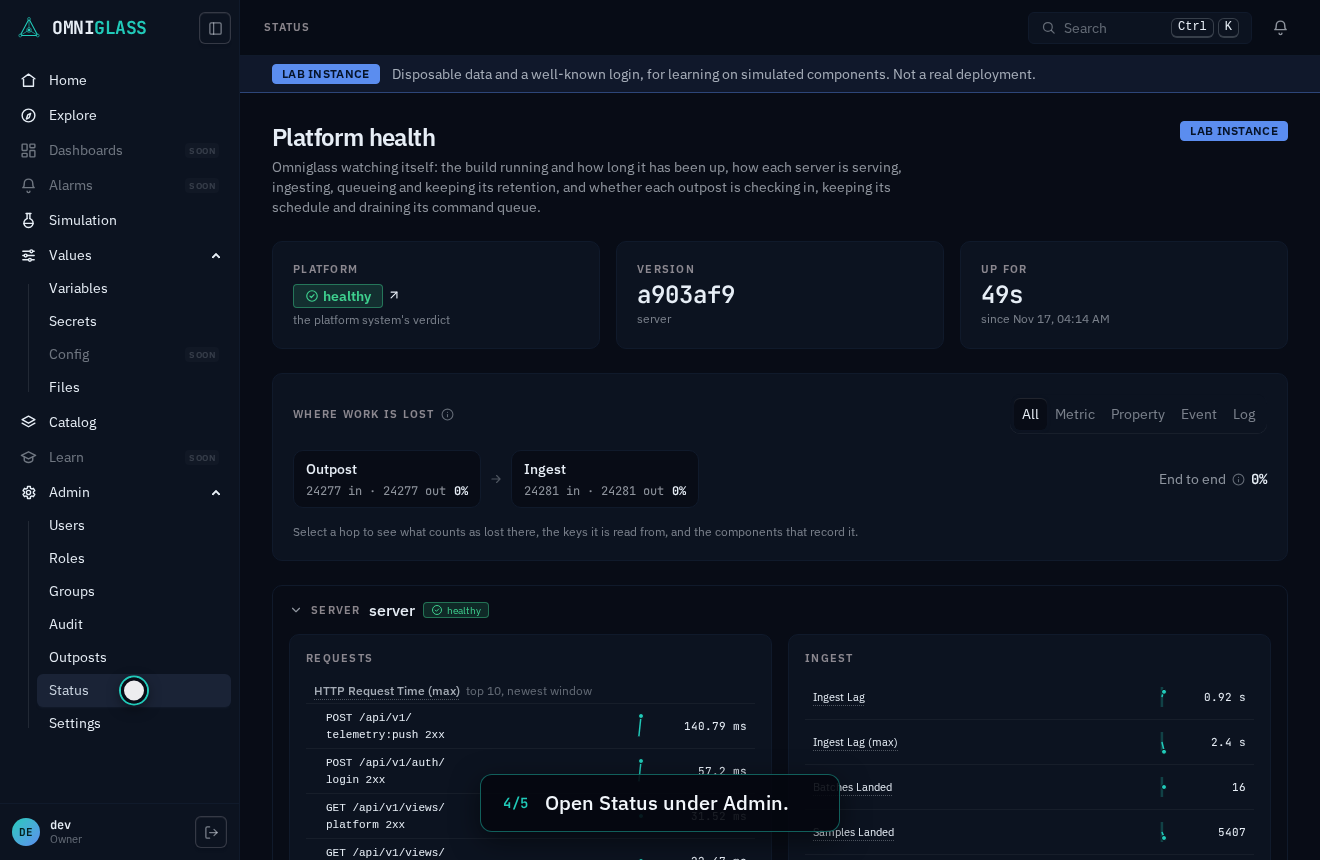 OMNIGLASS
STATUS
Search
Ctrl
K
LAB INSTANCE
Disposable data and a well-known login, for learning on simulated components. Not a real deployment.
Home
Explore
Dashboards
SOON
Alarms
SOON
Simulation
Values
Variables
Secrets
Config
SOON
Files
Catalog
Learn
SOON
Admin
Users
Roles
Groups
Audit
Outposts
Status
Settings
DE
dev
Owner
Platform health
LAB INSTANCE
Omniglass watching itself: the build running and how long it has been up, how each server is serving,
ingesting, queueing and keeping its retention, and whether each outpost is checking in, keeping its
schedule and draining its command queue.
PLATFORM
healthy
the platform system's verdict
VERSION
a903af9
server
UP FOR
49s
since Nov 17, 04:14 AM
WHERE WORK IS LOST
All
Metric
Property
Event
Log
Outpost
24277 in · 24277 out 0%
Ingest
24281 in · 24281 out 0%
End to end 0%
Select a hop to see what counts as lost there, the keys it is read from, and the components that record it.
SERVER server healthy
REQUESTS
HTTP Request Time (max) top 10, newest window
POST /api/v1/
telemetry:push 2xx
140.79 ms
POST /api/v1/auth/
login 2xx
57.2 ms
GET /api/v1/views/
platform 2xx
31.52 ms
GET /api/v1/views/
INGEST
Ingest Lag
0.92 s
Ingest Lag (max)
2.4 s
Batches Landed
16
Samples Landed
5407
4/5 Open Status under Admin.